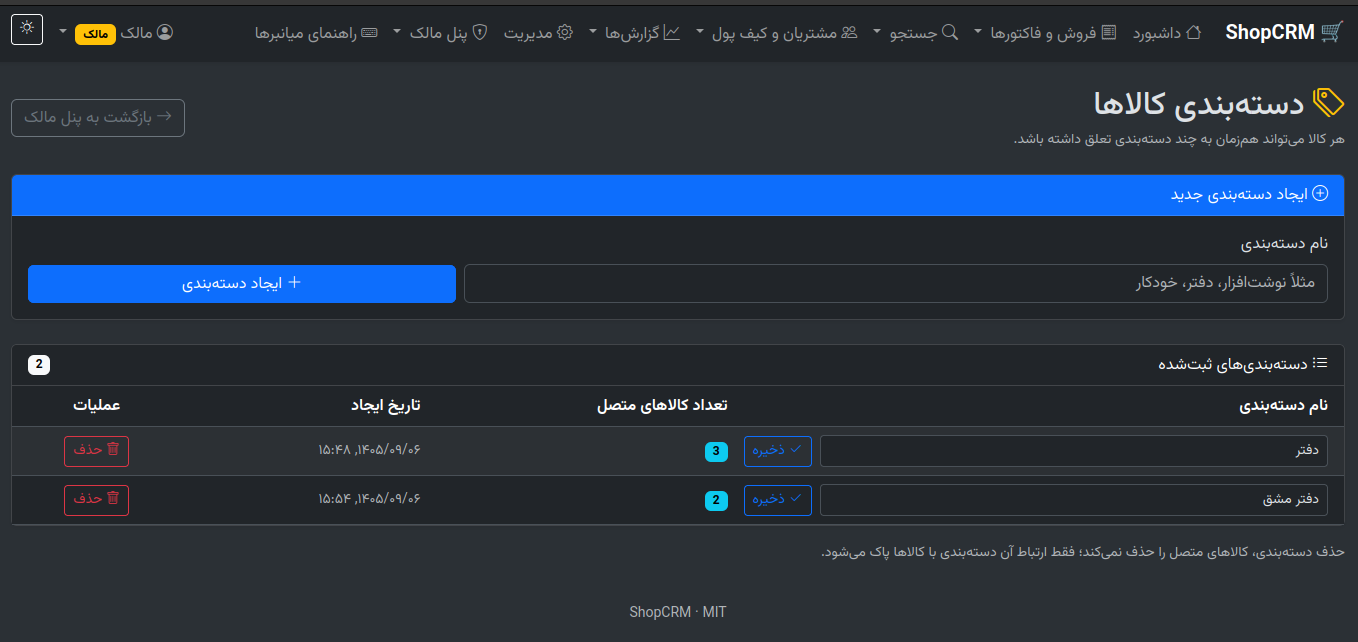 ShopCRM داشبورد فروش و فاکتورها جستجو مشتریان و کیف پول گزارش‌ها مدیریت پنل مالک راهنمای میانبرها مالک مالک
دسته‌بندی کالاها
بازگشت به پنل مالک
هر کالا می‌تواند هم‌زمان به چند دسته‌بندی تعلق داشته باشد.
ایجاد دسته‌بندی جدید
نام دسته‌بندی
مثلاً نوشت‌افزار، دفتر، خودکار ایجاد دسته‌بندی
دسته‌بندی‌های ثبت‌شده 2
نام دسته‌بندی تعداد کالاهای متصل تاریخ ایجاد عملیات
دفتر ذخیره 3 ۱۴۰۵/۰۹/۰۶, ۱۵:۴۸ حذف
دفتر مشق ذخیره 2 ۱۴۰۵/۰۹/۰۶, ۱۵:۵۴ حذف
حذف دسته‌بندی، کالاهای متصل را حذف نمی‌کند؛ فقط ارتباط آن دسته‌بندی با کالاها پاک می‌شود.
ShopCRM · MIT